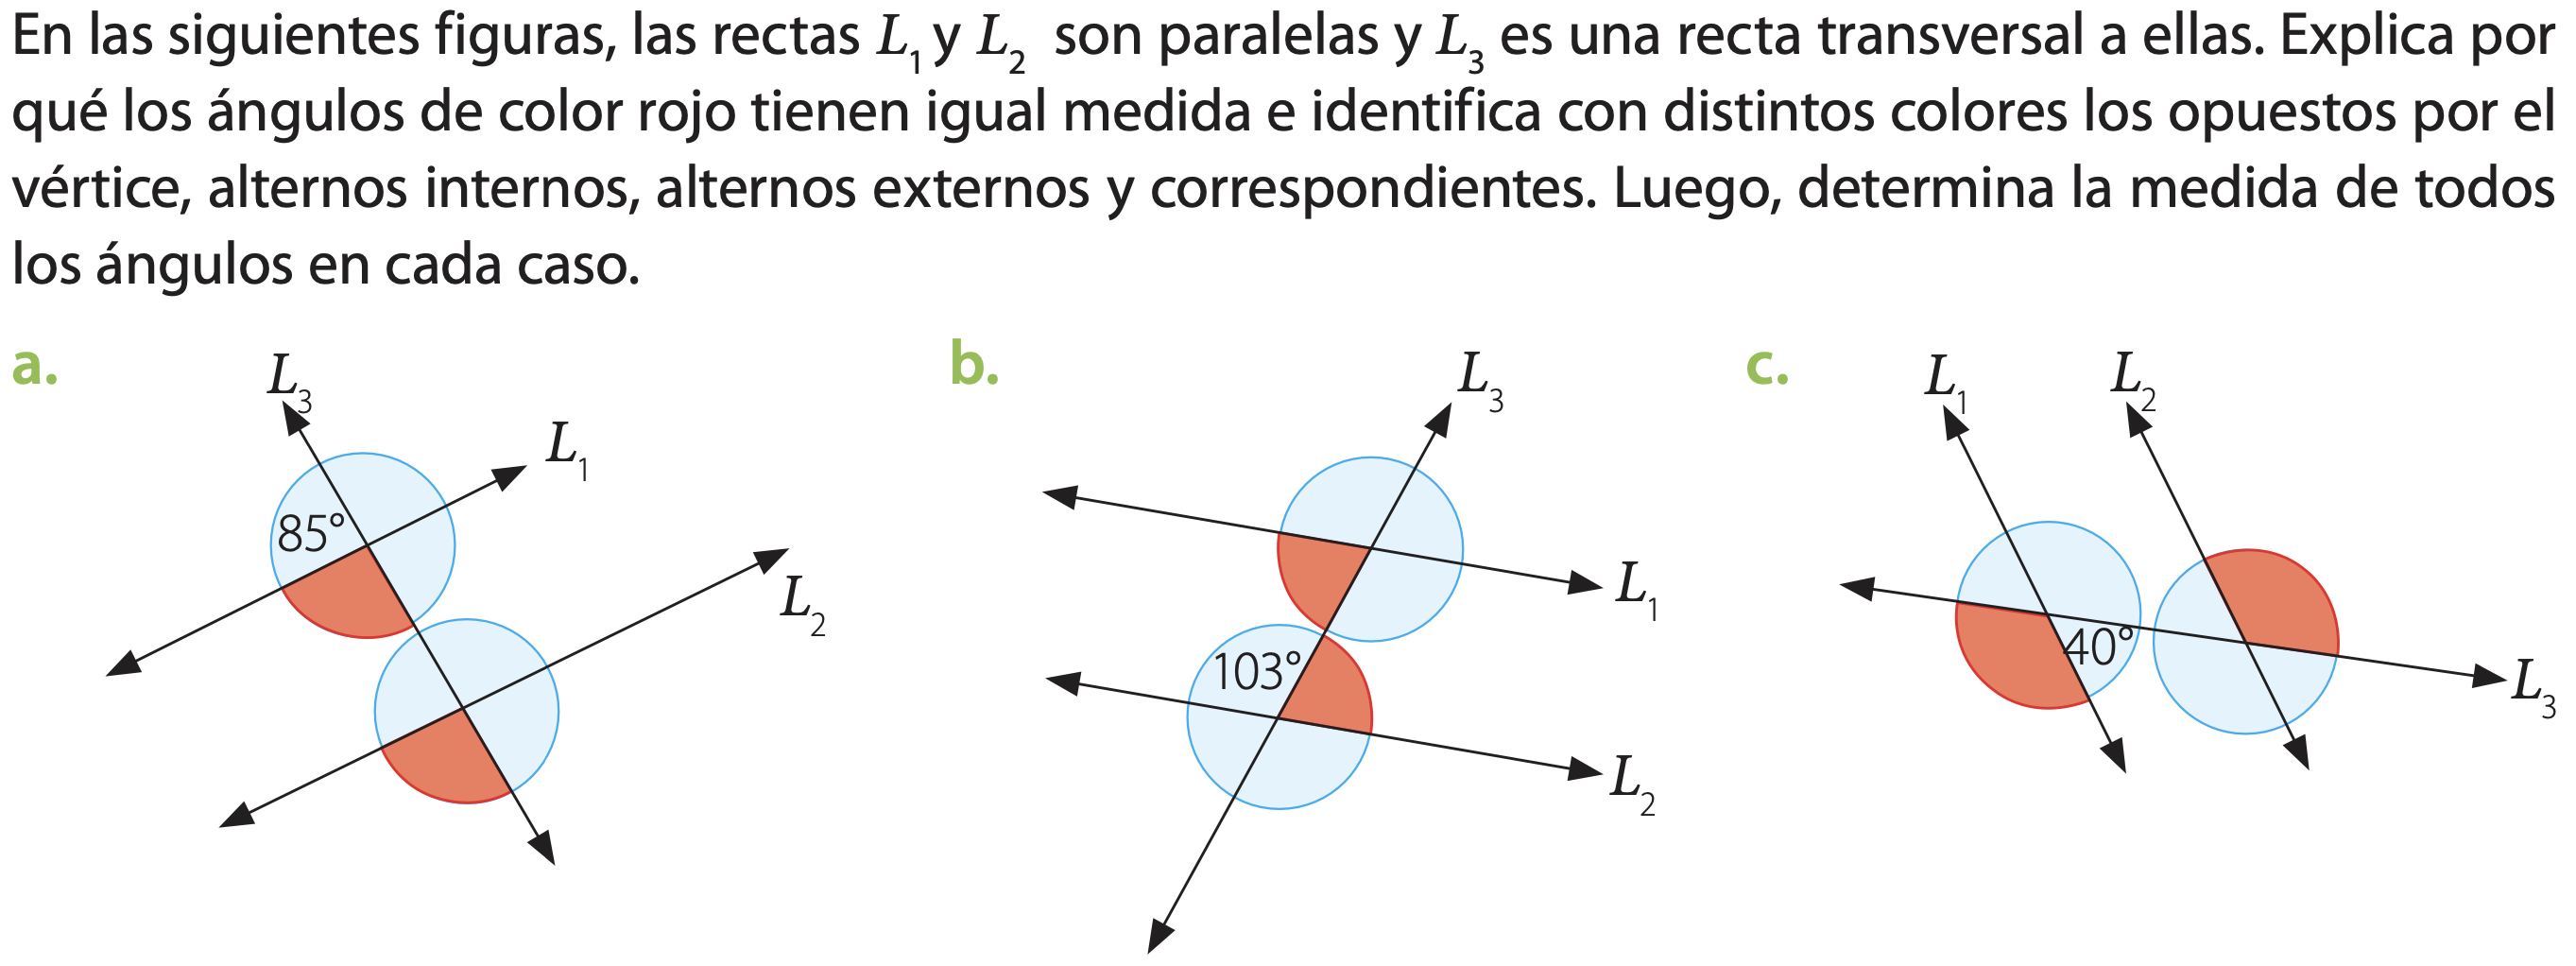 En las siguientes figuras, las rectas L₁ y L₂ son paralelas y L₃ es una recta transversal a ellas. Explica por
qué los ángulos de color rojo tienen igual medida e identifica con distintos colores los opuestos por el
vértice, alternos internos, alternos externos y correspondientes. Luego, determina la medida de todos
los ángulos en cada caso.
a.
L₃
L₁
85°
L₂
b.
L₃
L₁
103°
L₂
c.
L₁
L₂
40°
L₃